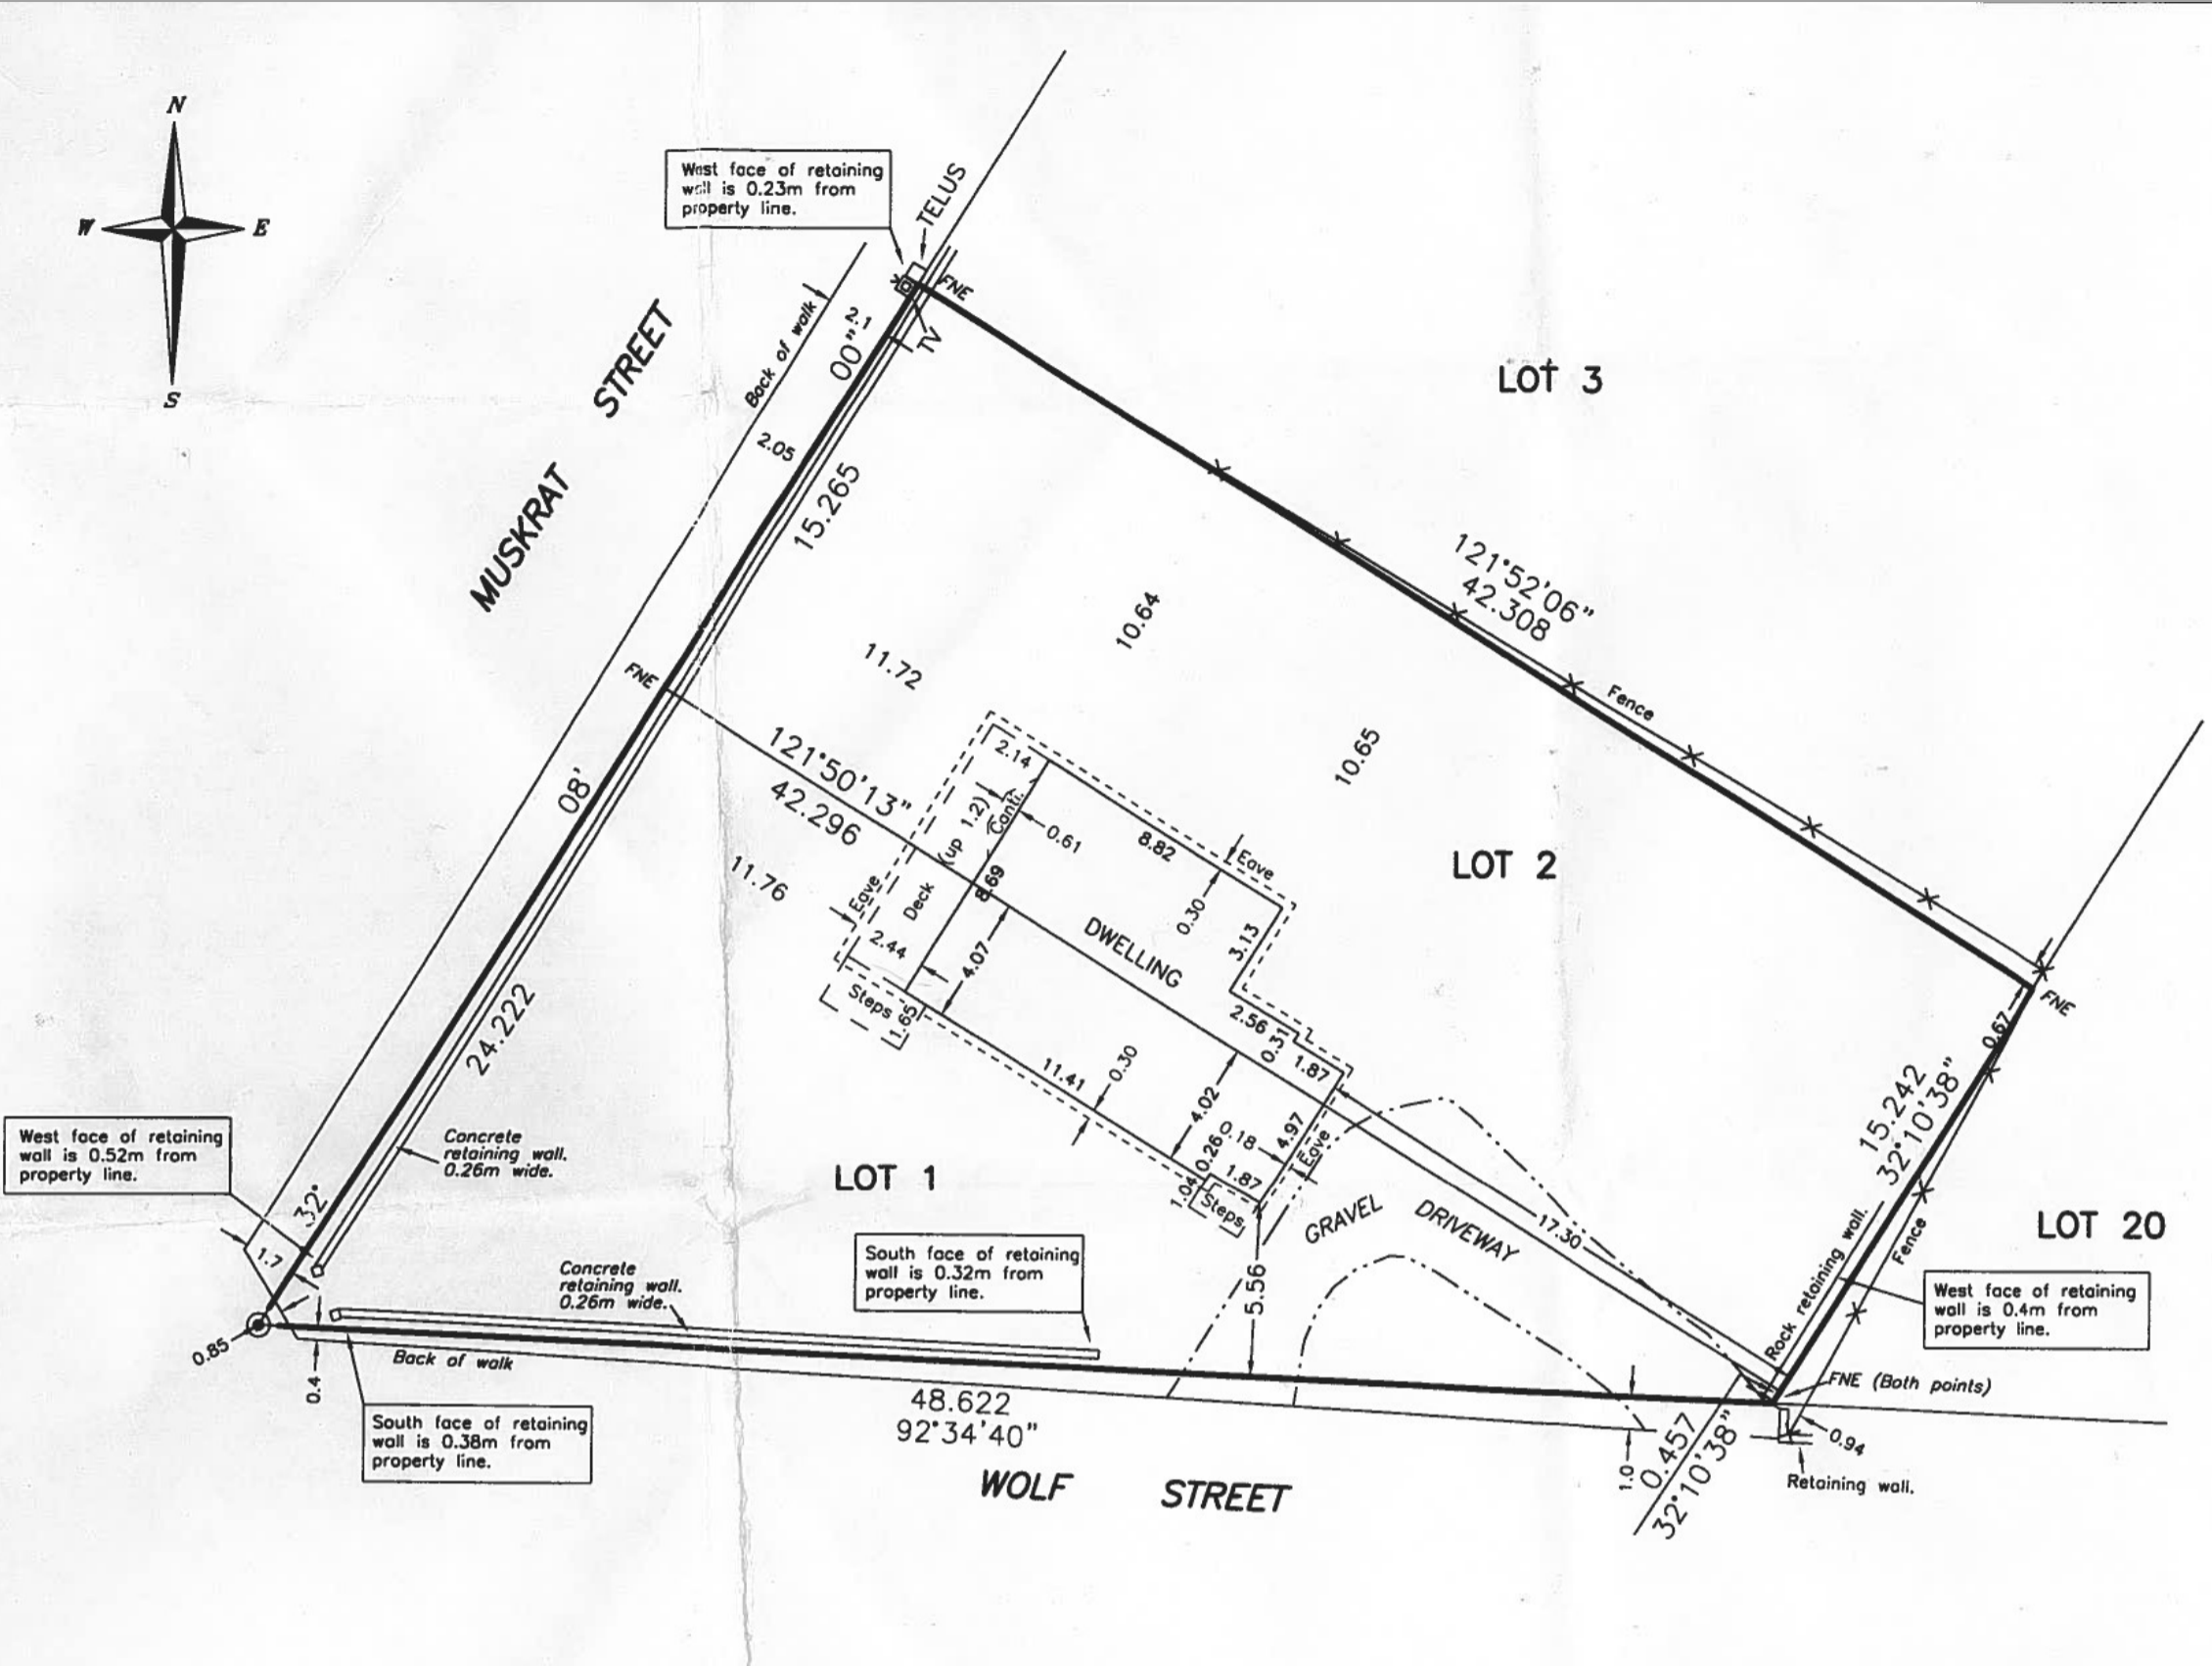 N
W
E
S
West face of retaining
wall is 0.23m from
property line.
TELUS
FNE
TV
2.1
00"
Back of walk
2.05
MUSKRAT STREET
15.265
LOT 3
121°52'06"
42.308
Fence
10.64
10.65
11.72
FNE
121°50'13"
42.296
11.76
08'
24.222
32°
2.14
(up 1.2)
(Canti.
0.61
8.69
8.82
Eave
0.30
3.13
LOT 2
Eave
Deck
2.44
4.07
DWELLING
Steps
1.65
2.56
0.31
1.87
11.41
0.30
4.02
0.26
0.18
4.97
Eave
1.87
1.04
Steps
LOT 1
GRAVEL DRIVEWAY
17.30
5.56
FNE
0.67
15.242
32°10'38"
Rock retaining wall.
Fence
LOT 20
West face of retaining
wall is 0.4m from
property line.
FNE (Both points)
West face of retaining
wall is 0.52m from
property line.
Concrete
retaining wall.
0.26m wide.
1.7
0.85
0.4
Back of walk
Concrete
retaining wall.
0.26m wide.
South face of retaining
wall is 0.32m from
property line.
South face of retaining
wall is 0.38m from
property line.
48.622
92°34'40"
WOLF STREET
1.0
0.457
32°10'38"
0.94
Retaining wall.